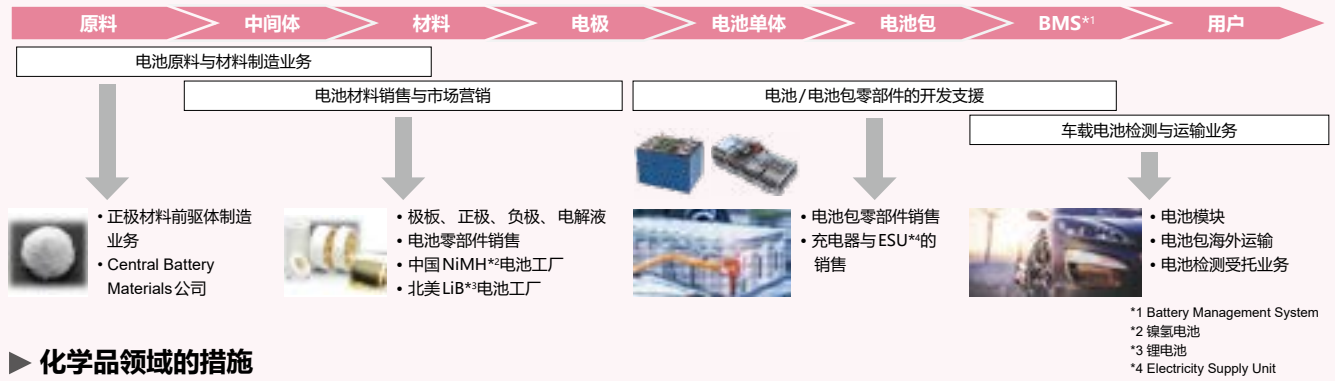 原料 中间体 材料 电极 电池单体 电池包 BMS*1 用户
电池原料与材料制造业务
电池材料销售与市场营销
电池/电池包零部件的开发支援
车载电池检测与运输业务
• 正极材料前驱体制造
业务
• Central Battery
Materials公司
• 极板、正极、负极、电解液
• 电池零部件销售
• 中国NiMH*2电池工厂
• 北美LiB*3电池工厂
• 电池包零部件销售
• 充电器与ESU*4的
销售
• 电池模块
• 电池包海外运输
• 电池检测受托业务
*1 Battery Management System
*2 镍氢电池
*3 锂电池
*4 Electricity Supply Unit
▶ 化学品领域的措施